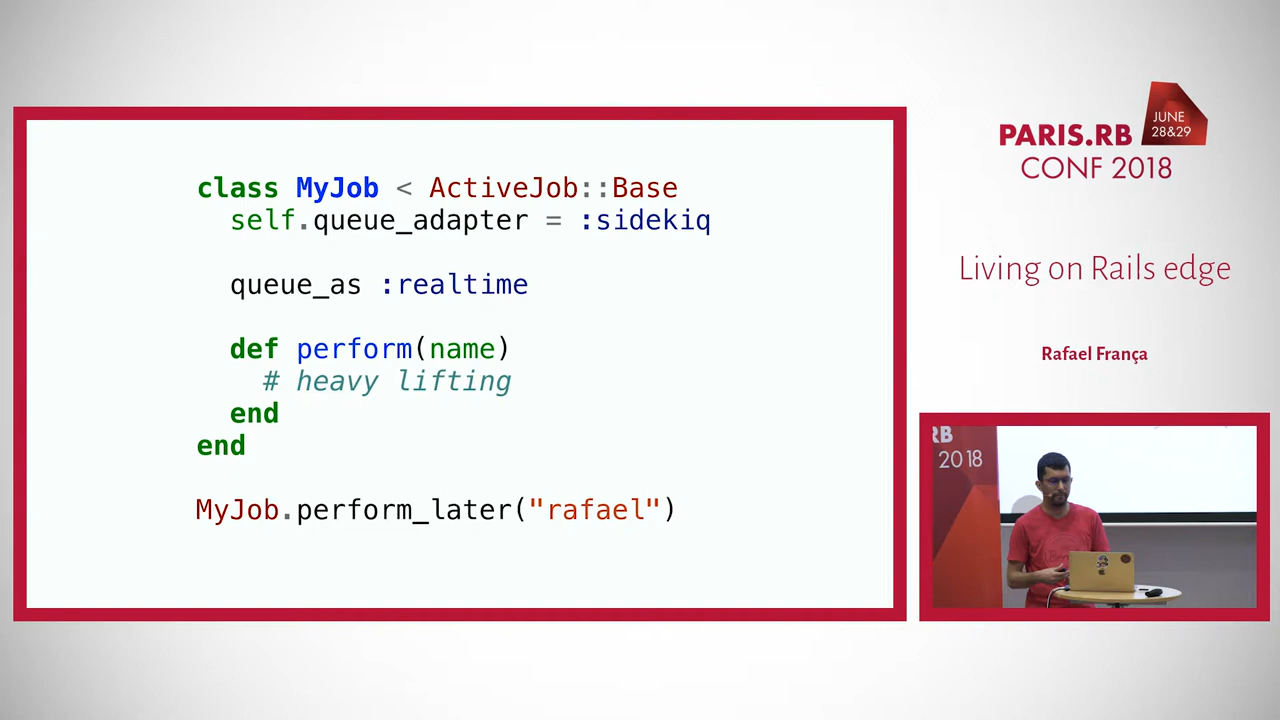 class MyJob < ActiveJob::Base
  self.queue_adapter = :sidekiq
  queue_as :realtime
  def perform(name)
    # heavy lifting
  end
end
MyJob.perform_later("rafael")
PARIS.RB
JUNE
28&29
CONF 2018
Living on Rails edge
Rafael França
RB
2018